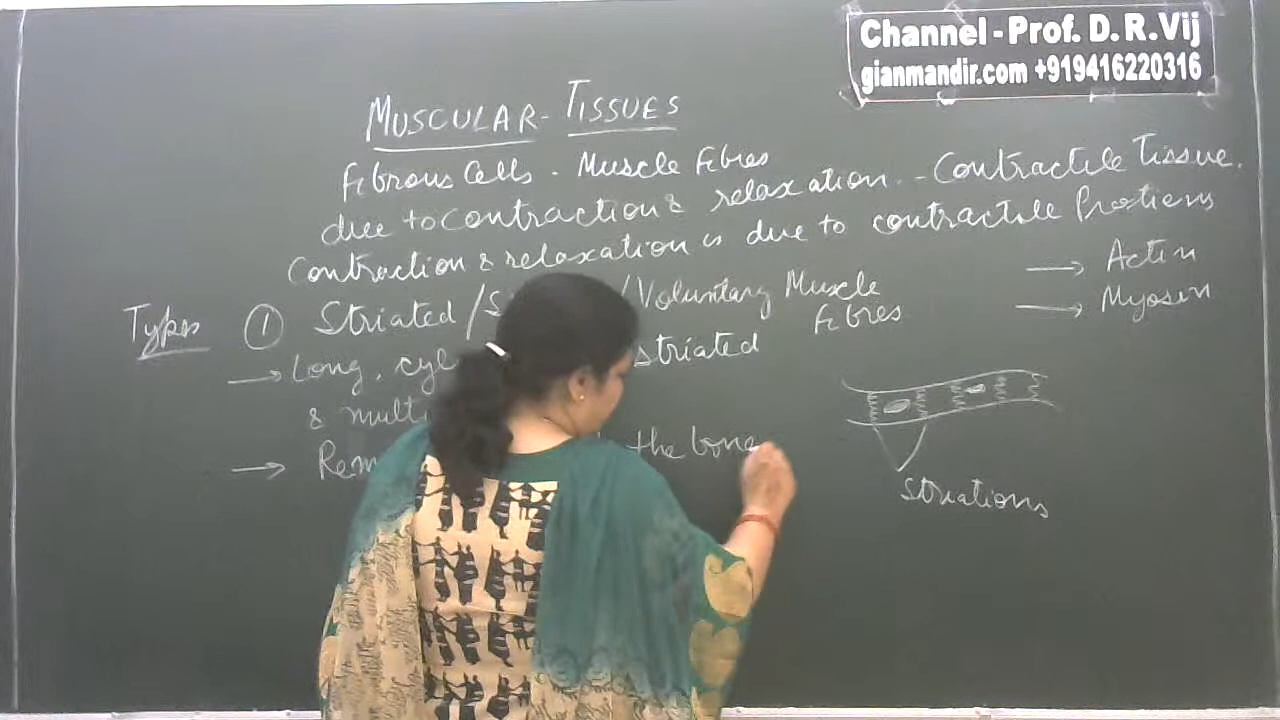 Channel - Prof. D. R. Vij
gianmandir.com +919416220316
MUSCULAR - TISSUES
Fibrous Cells - Muscle Fibres
due to contraction & relaxation. - Contractile Tissue.
Contraction & relaxation is due to contractile Protiens
→ Actin
→ Myosin
Types ① Striated / / Voluntary Muscle
Fibres
→ Long, striated
&
→ the bone
Striations